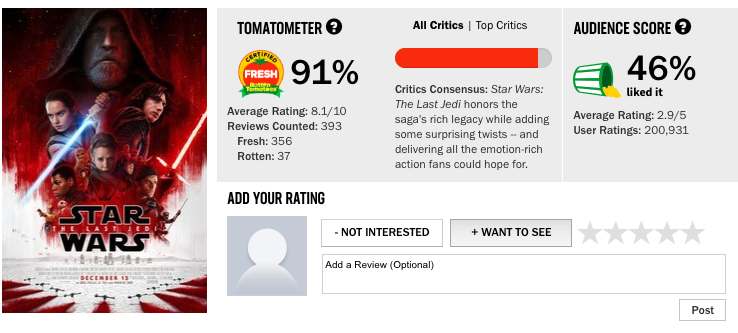 STAR
THE LAST JEDI
WARS
DECEMBER 15
TOMATOMETER ?
CERTIFIED
FRESH
Rotten
Tomatoes
91%
Average Rating: 8.1/10
Reviews Counted: 393
Fresh: 356
Rotten: 37
All Critics | Top Critics
Critics Consensus: Star Wars:
The Last Jedi honors the
saga's rich legacy while adding
some surprising twists -- and
delivering all the emotion-rich
action fans could hope for.
AUDIENCE SCORE ?
46%
liked it
Average Rating: 2.9/5
User Ratings: 200,931
ADD YOUR RATING
- NOT INTERESTED
+ WANT TO SEE
Add a Review (Optional)
Post